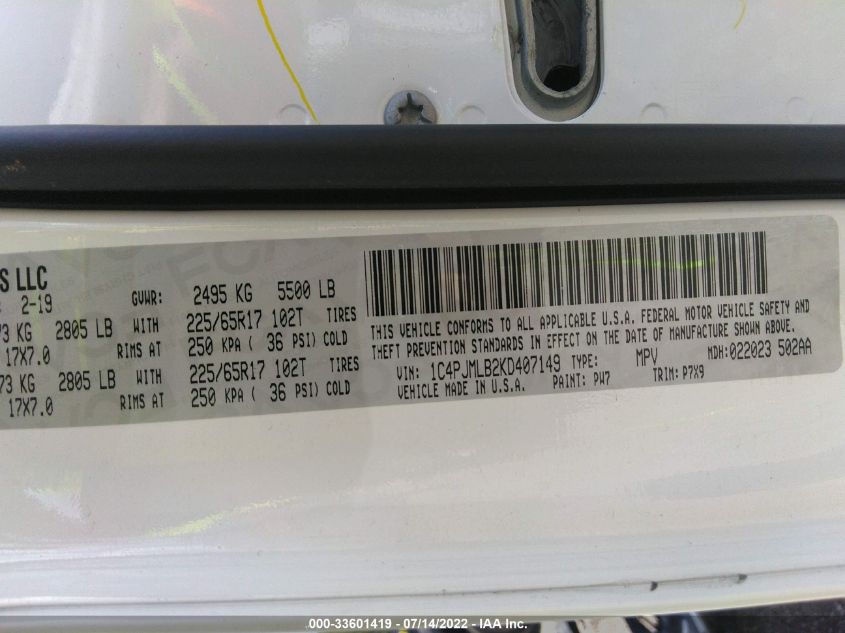 S LLC
2-19
GVWR: 2495 KG 5500 LB
73 KG 2805 LB WITH 225/65R17 102T TIRES
17X7.0 RIMS AT 250 KPA ( 36 PSI) COLD
73 KG 2805 LB WITH 225/65R17 102T TIRES
17X7.0 RIMS AT 250 KPA ( 36 PSI) COLD
THIS VEHICLE CONFORMS TO ALL APPLICABLE U.S.A. FEDERAL MOTOR VEHICLE SAFETY AND
THEFT PREVENTION STANDARDS IN EFFECT ON THE DATE OF MANUFACTURE SHOWN ABOVE.
VIN: 1C4PJMLB2KD407149 TYPE: MPV MDH:022023 502AA
VEHICLE MADE IN U.S.A. PAINT: PW7 TRIM: P7X9
000-33601419 - 07/14/2022 - IAA Inc.